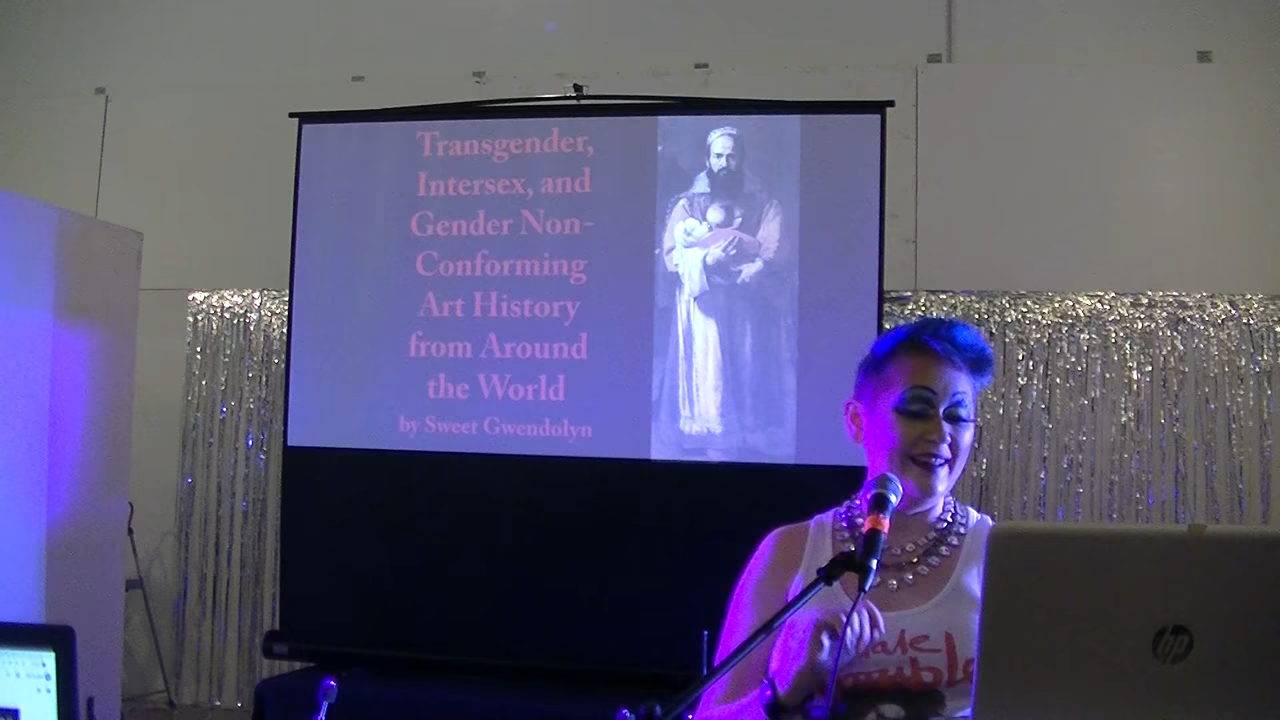 Transgender,
Intersex, and
Gender Non-
Conforming
Art History
from Around
the World
by Sweet Gwendolyn
hp